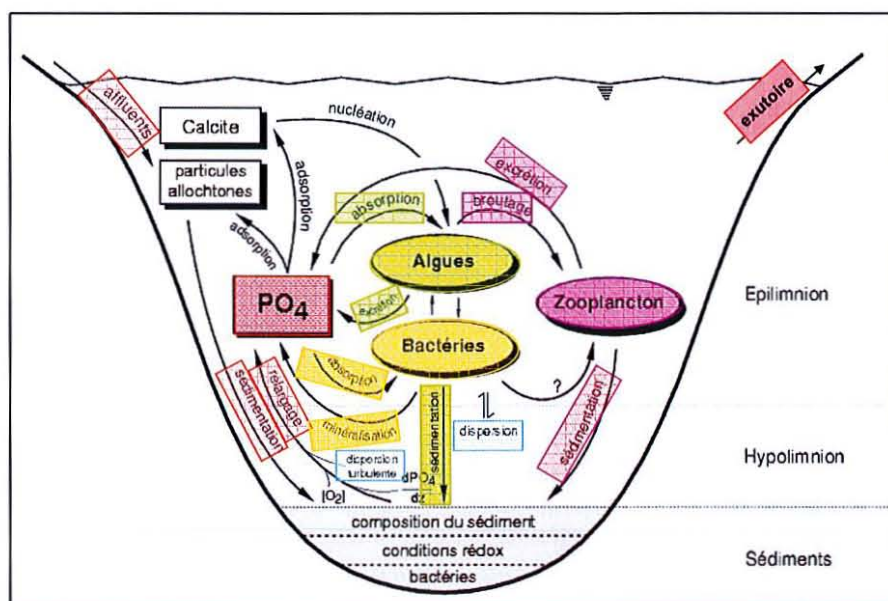 affluents
exutoire
Calcite
nucléation
particules
allochtones
adsorption
adsorption
absorption
excrétion
broutage
Algues
PO4
excrétion
Zooplancton
Epilimnion
Bactéries
absorption
?
sédimentation
relargage
minéralisation
sédimentation
dispersion
sédimentation
dispersion
turbulente
dPO4
dz
[O2]
Hypolimnion
composition du sédiment
conditions rédox
Sédiments
bactéries